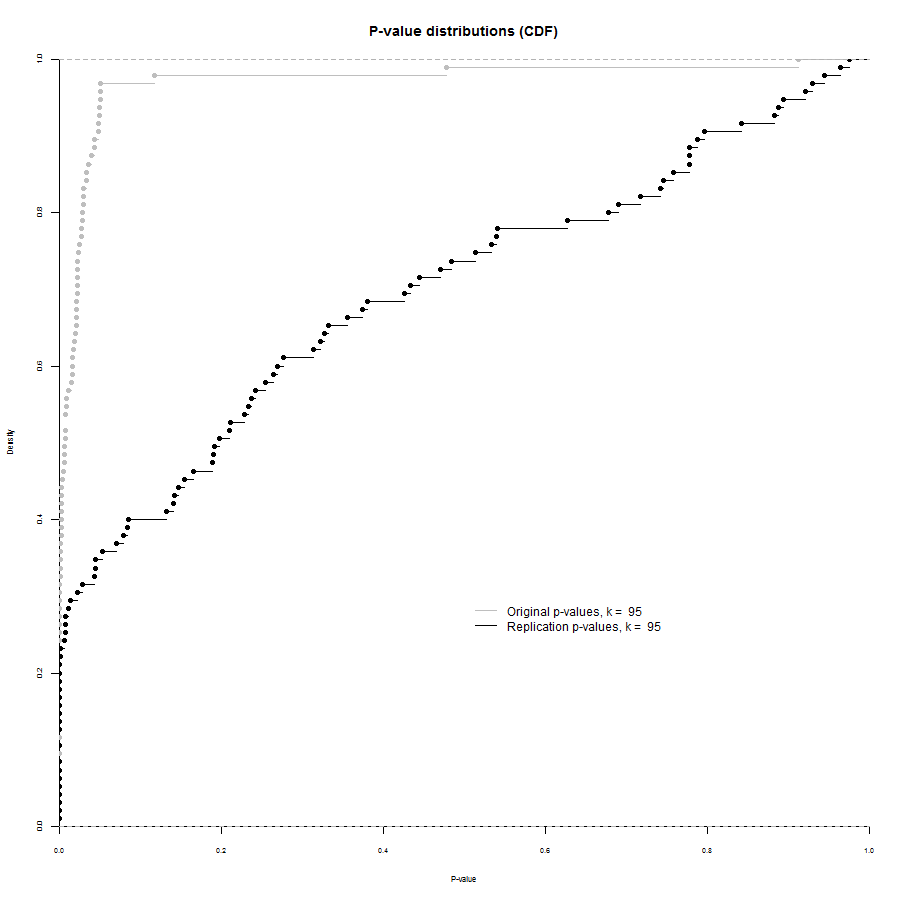 P-value distributions (CDF)
1.0
0.8
0.6
0.4
0.2
0.0
Density
Original p-values, k = 95
Replication p-values, k = 95
0.0 0.2 0.4 0.6 0.8 1.0
P-value